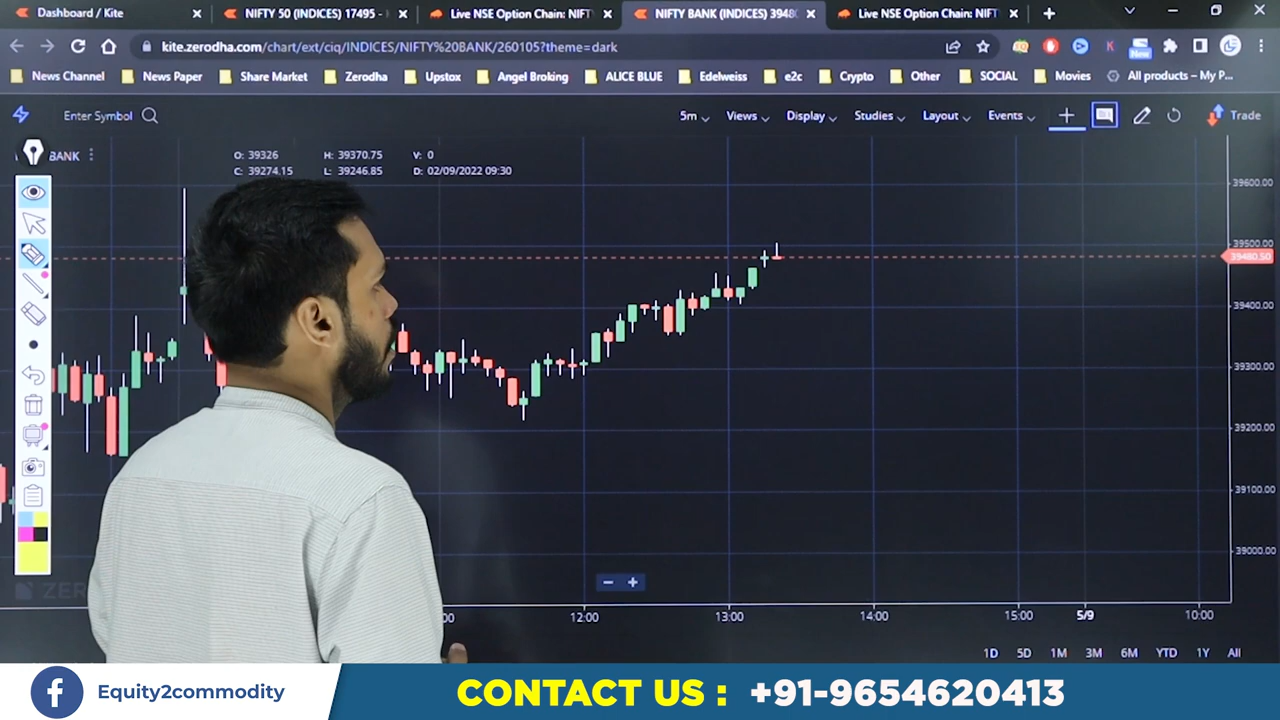 Dashboard / Kite
NIFTY 50 (INDICES) 17495 -
Live NSE Option Chain: NIFT
NIFTY BANK (INDICES) 3948
Live NSE Option Chain: NIFT
kite.zerodha.com/chart/ext/ciq/INDICES/NIFTY%20BANK/260105?theme=dark
New
News Channel
News Paper
Share Market
Zerodha
Upstox
Angel Broking
ALICE BLUE
Edelweiss
e2c
Crypto
Other
SOCIAL
Movies
All products – My P...
Enter Symbol
5m
Views
Display
Studies
Layout
Events
Trade
BANK
O: 39326 H: 39370.75 V: 0
C: 39274.15 L: 39246.85 D: 02/09/2022 09:30
39600.00
39500.00
39480.50
39400.00
39300.00
39200.00
39100.00
39000.00
ZER
:00 12:00 13:00 14:00 15:00 5/9 10:00
1D 5D 1M 3M 6M YTD 1Y All
Equity2commodity
CONTACT US : +91-9654620413